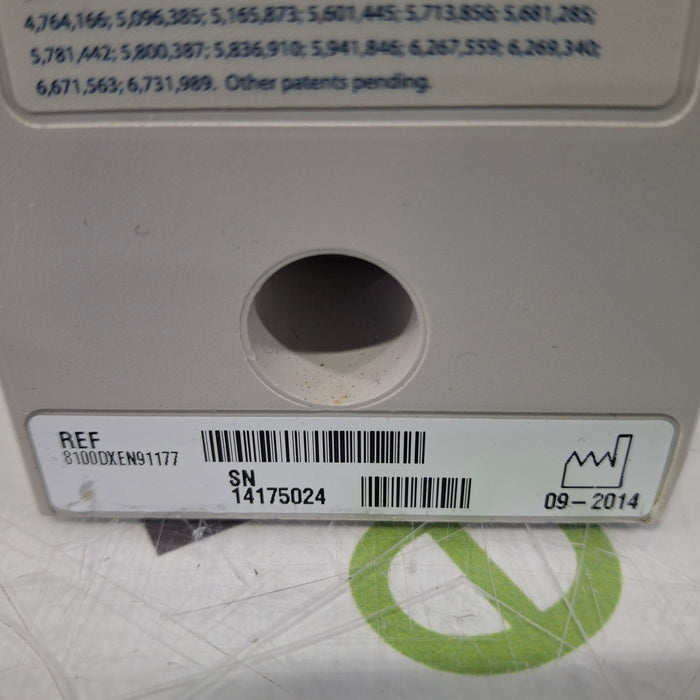 4,764,166; 5,096,385; 5,165,873; 5,601,445; 5,713,856; 5,681,285;
5,781,442; 5,800,387; 5,836,910; 5,941,846; 6,267,559; 6,269,340;
6,671,563; 6,731,989. Other patents pending.
REF
8100DXEN91177
SN
14175024
09-2014